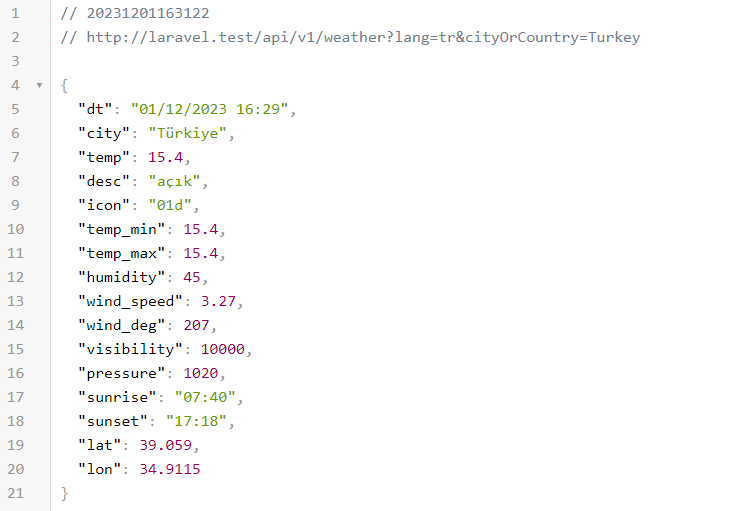 1 // 20231201163122
2 // http://laravel.test/api/v1/weather?lang=tr&cityOrCountry=Turkey
3
4 {
5 "dt": "01/12/2023 16:29",
6 "city": "Türkiye",
7 "temp": 15.4,
8 "desc": "açık",
9 "icon": "01d",
10 "temp_min": 15.4,
11 "temp_max": 15.4,
12 "humidity": 45,
13 "wind_speed": 3.27,
14 "wind_deg": 207,
15 "visibility": 10000,
16 "pressure": 1020,
17 "sunrise": "07:40",
18 "sunset": "17:18",
19 "lat": 39.059,
20 "lon": 34.9115
21 }